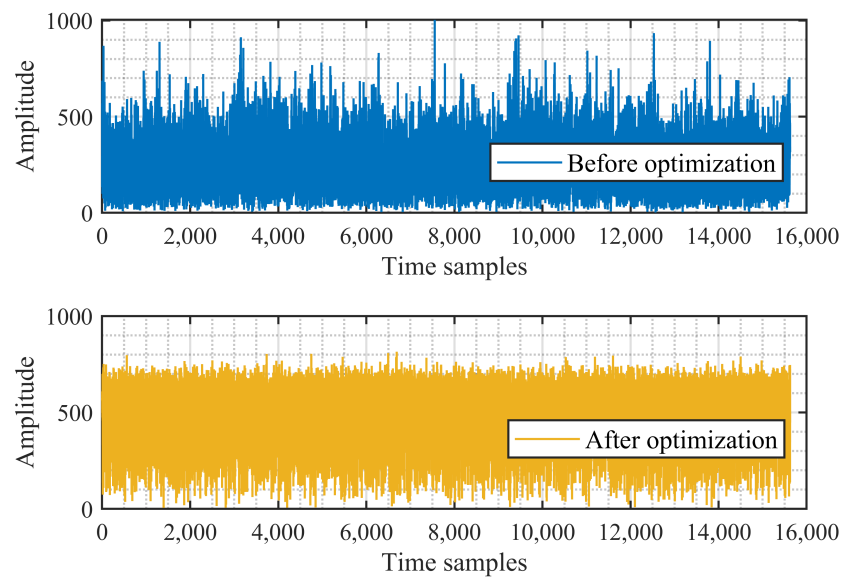 1000
500
0
Amplitude
Before optimization
0 2,000 4,000 6,000 8,000 10,000 12,000 14,000 16,000
Time samples
1000
500
0
Amplitude
After optimization
0 2,000 4,000 6,000 8,000 10,000 12,000 14,000 16,000
Time samples